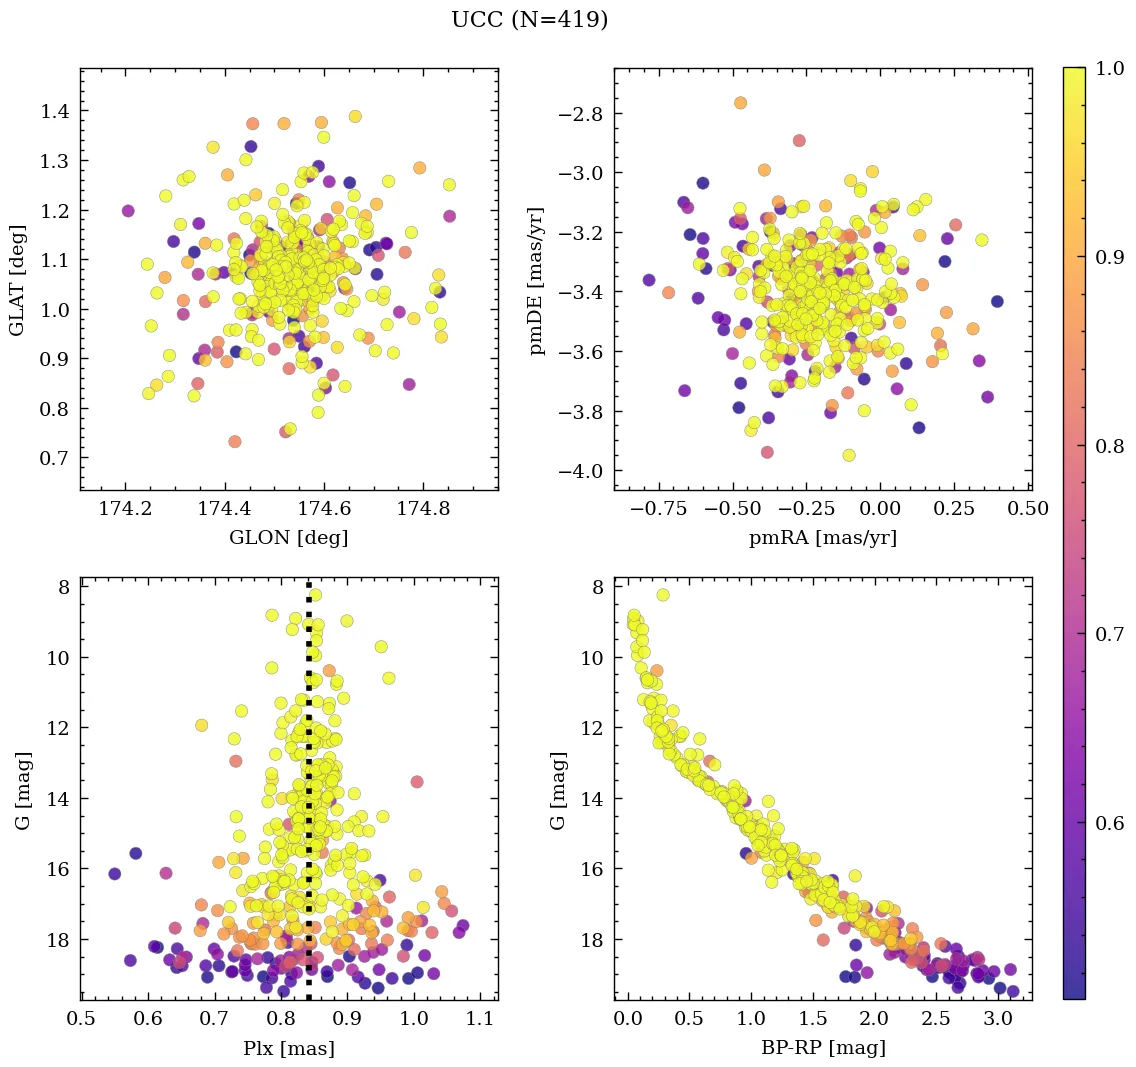 UCC (N=419)
1.4
1.3
1.2
1.1
1.0
0.9
0.8
0.7
GLAT [deg]
174.2 174.4 174.6 174.8
GLON [deg]
−2.8
−3.0
−3.2
−3.4
−3.6
−3.8
−4.0
pmDE [mas/yr]
−0.75 −0.50 −0.25 0.00 0.25 0.50
pmRA [mas/yr]
1.0
0.9
0.8
0.7
0.6
8
10
12
14
16
18
G [mag]
0.5 0.6 0.7 0.8 0.9 1.0 1.1
Plx [mas]
8
10
12
14
16
18
G [mag]
0.0 0.5 1.0 1.5 2.0 2.5 3.0
BP-RP [mag]